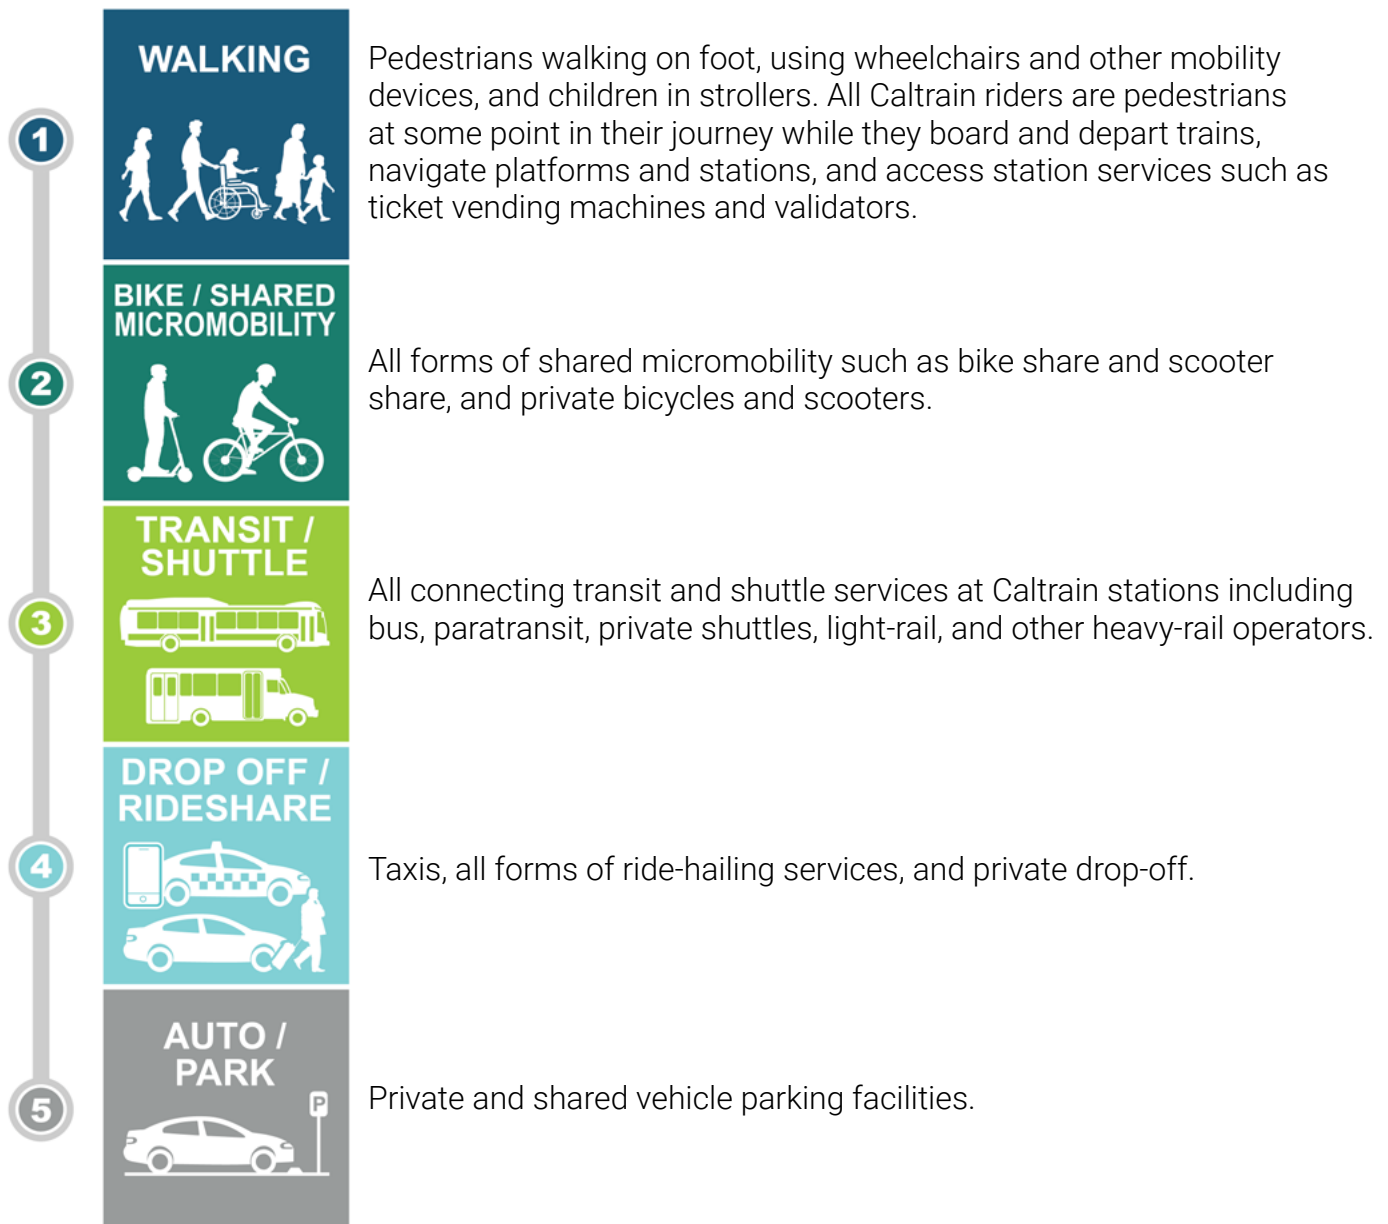 1
WALKING
Pedestrians walking on foot, using wheelchairs and other mobility
devices, and children in strollers. All Caltrain riders are pedestrians
at some point in their journey while they board and depart trains,
navigate platforms and stations, and access station services such as
ticket vending machines and validators.
2
BIKE / SHARED
MICROMOBILITY
All forms of shared micromobility such as bike share and scooter
share, and private bicycles and scooters.
3
TRANSIT /
SHUTTLE
All connecting transit and shuttle services at Caltrain stations including
bus, paratransit, private shuttles, light-rail, and other heavy-rail operators.
4
DROP OFF /
RIDESHARE
Taxis, all forms of ride-hailing services, and private drop-off.
5
AUTO /
PARK
P
Private and shared vehicle parking facilities.